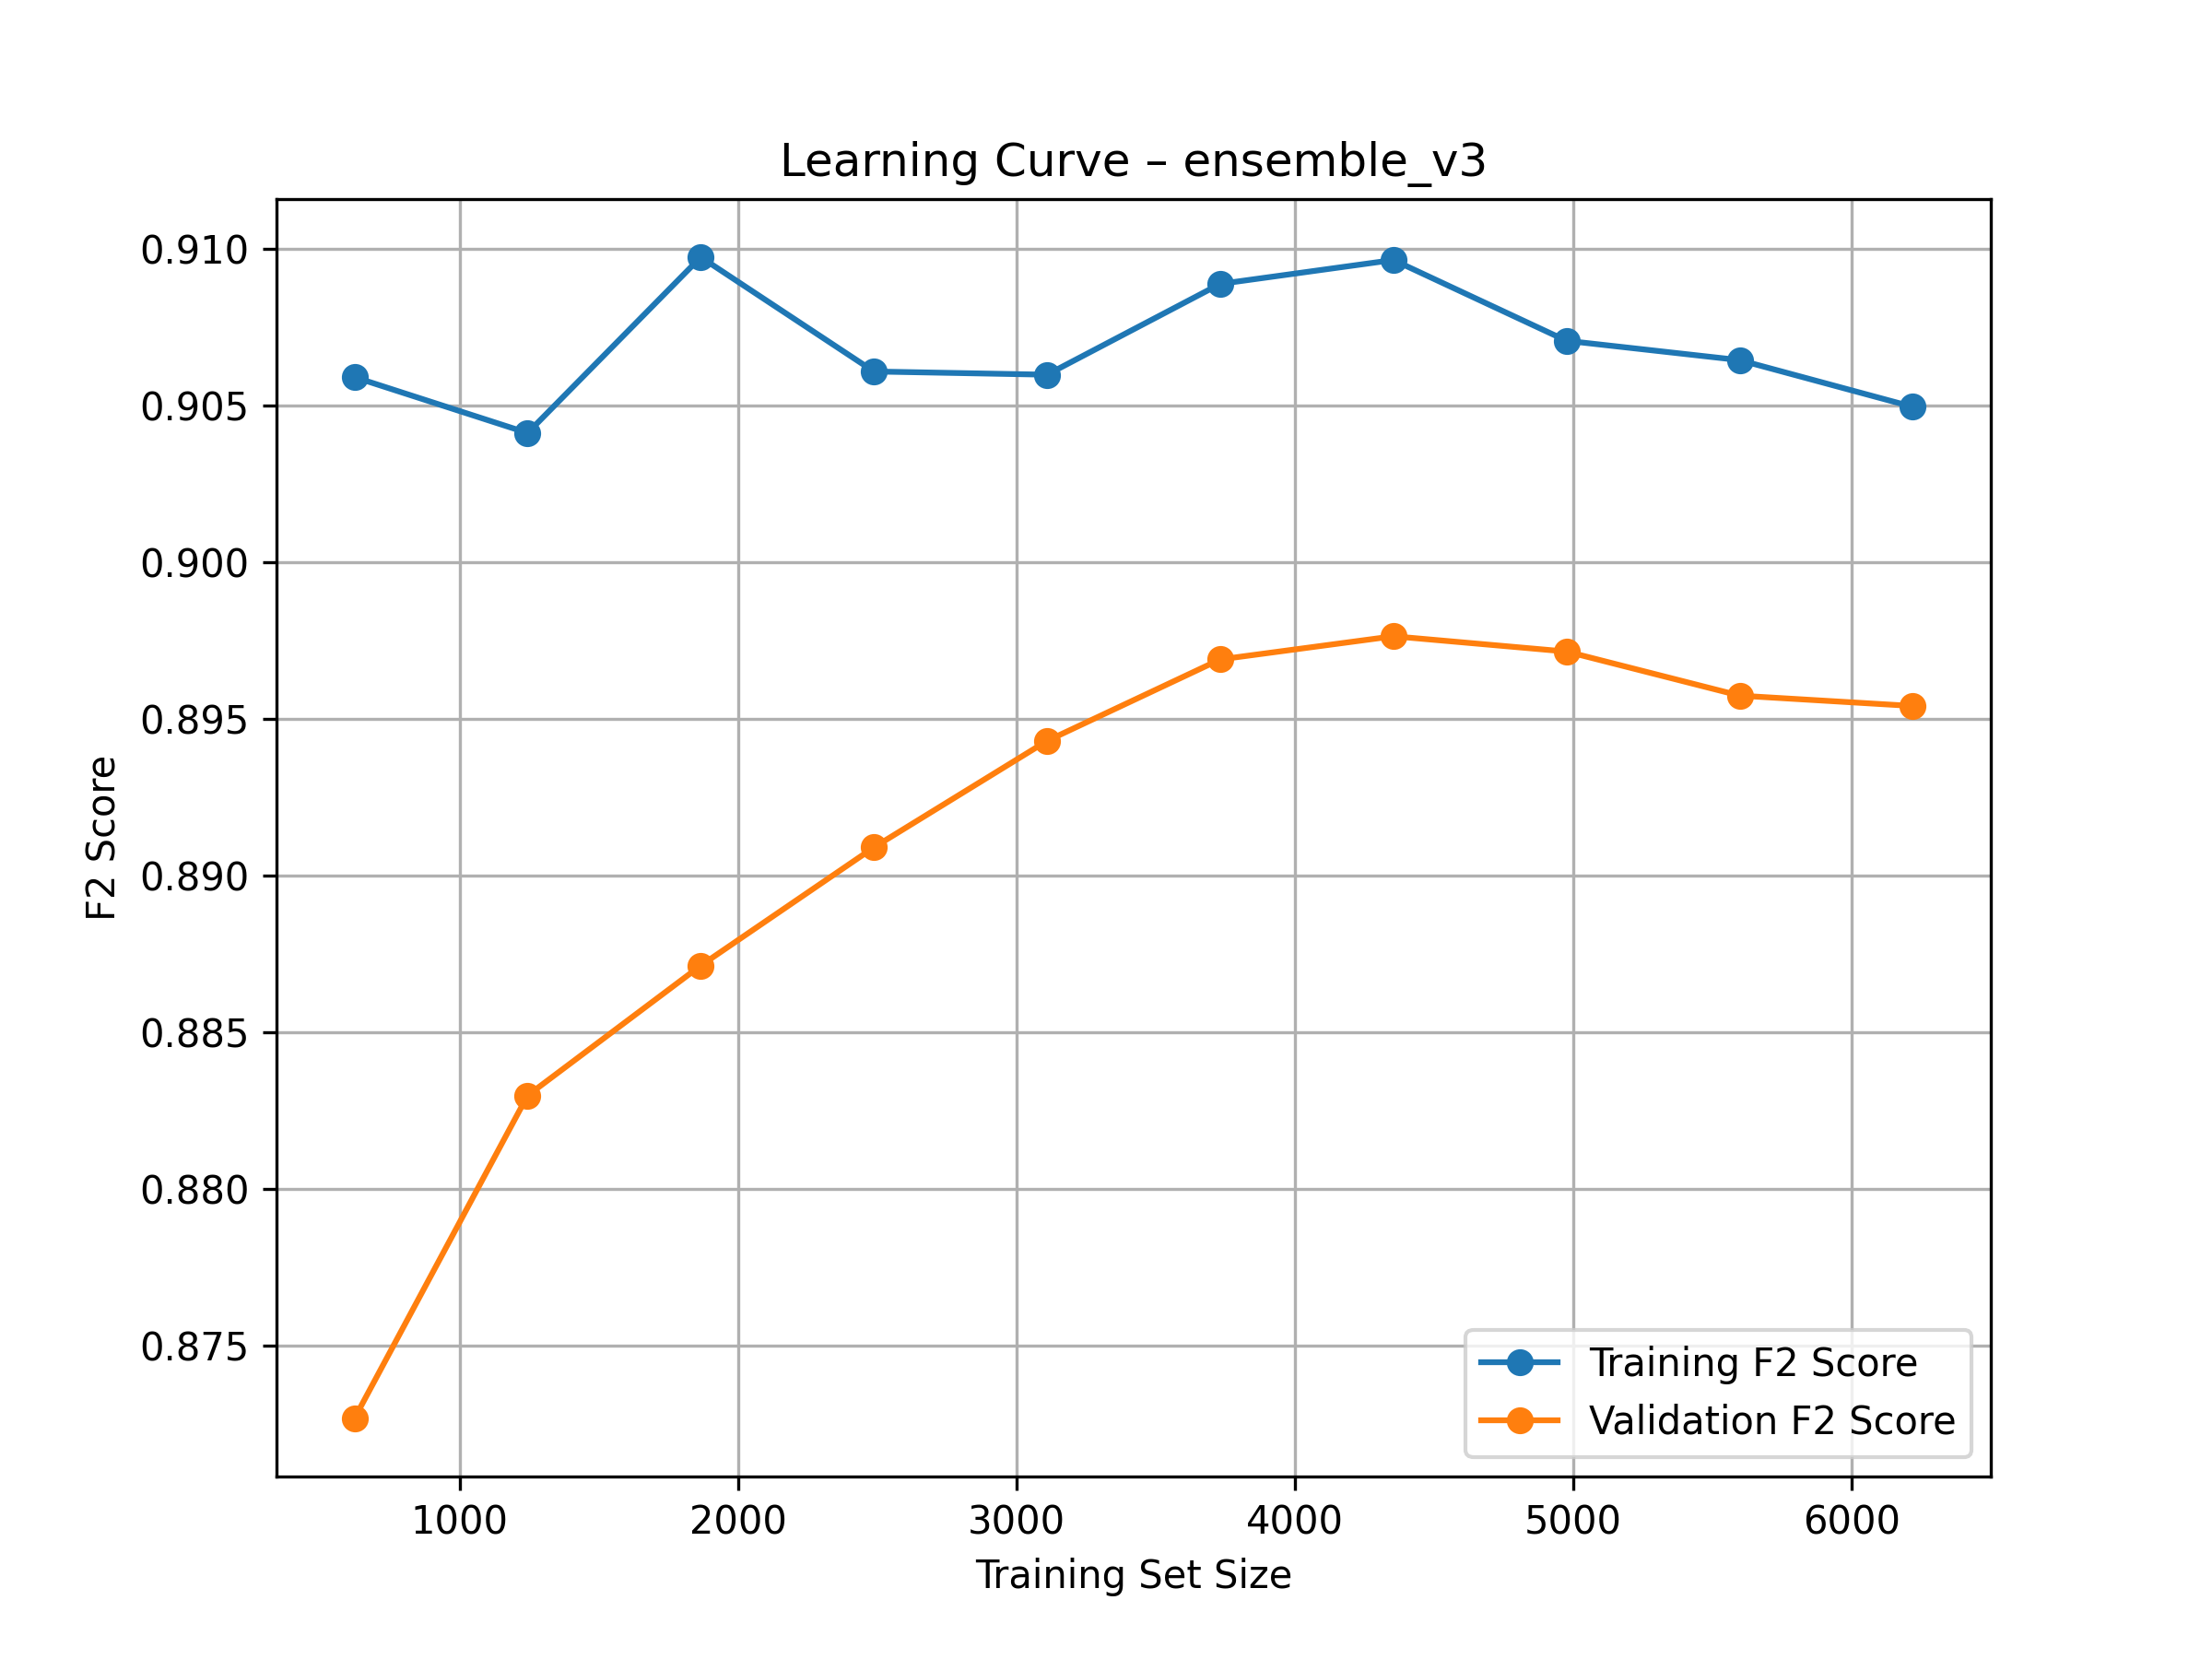 Learning Curve – ensemble_v3
0.910
0.905
0.900
0.895
0.890
0.885
0.880
0.875
F2 Score
1000 2000 3000 4000 5000 6000
Training Set Size
Training F2 Score
Validation F2 Score